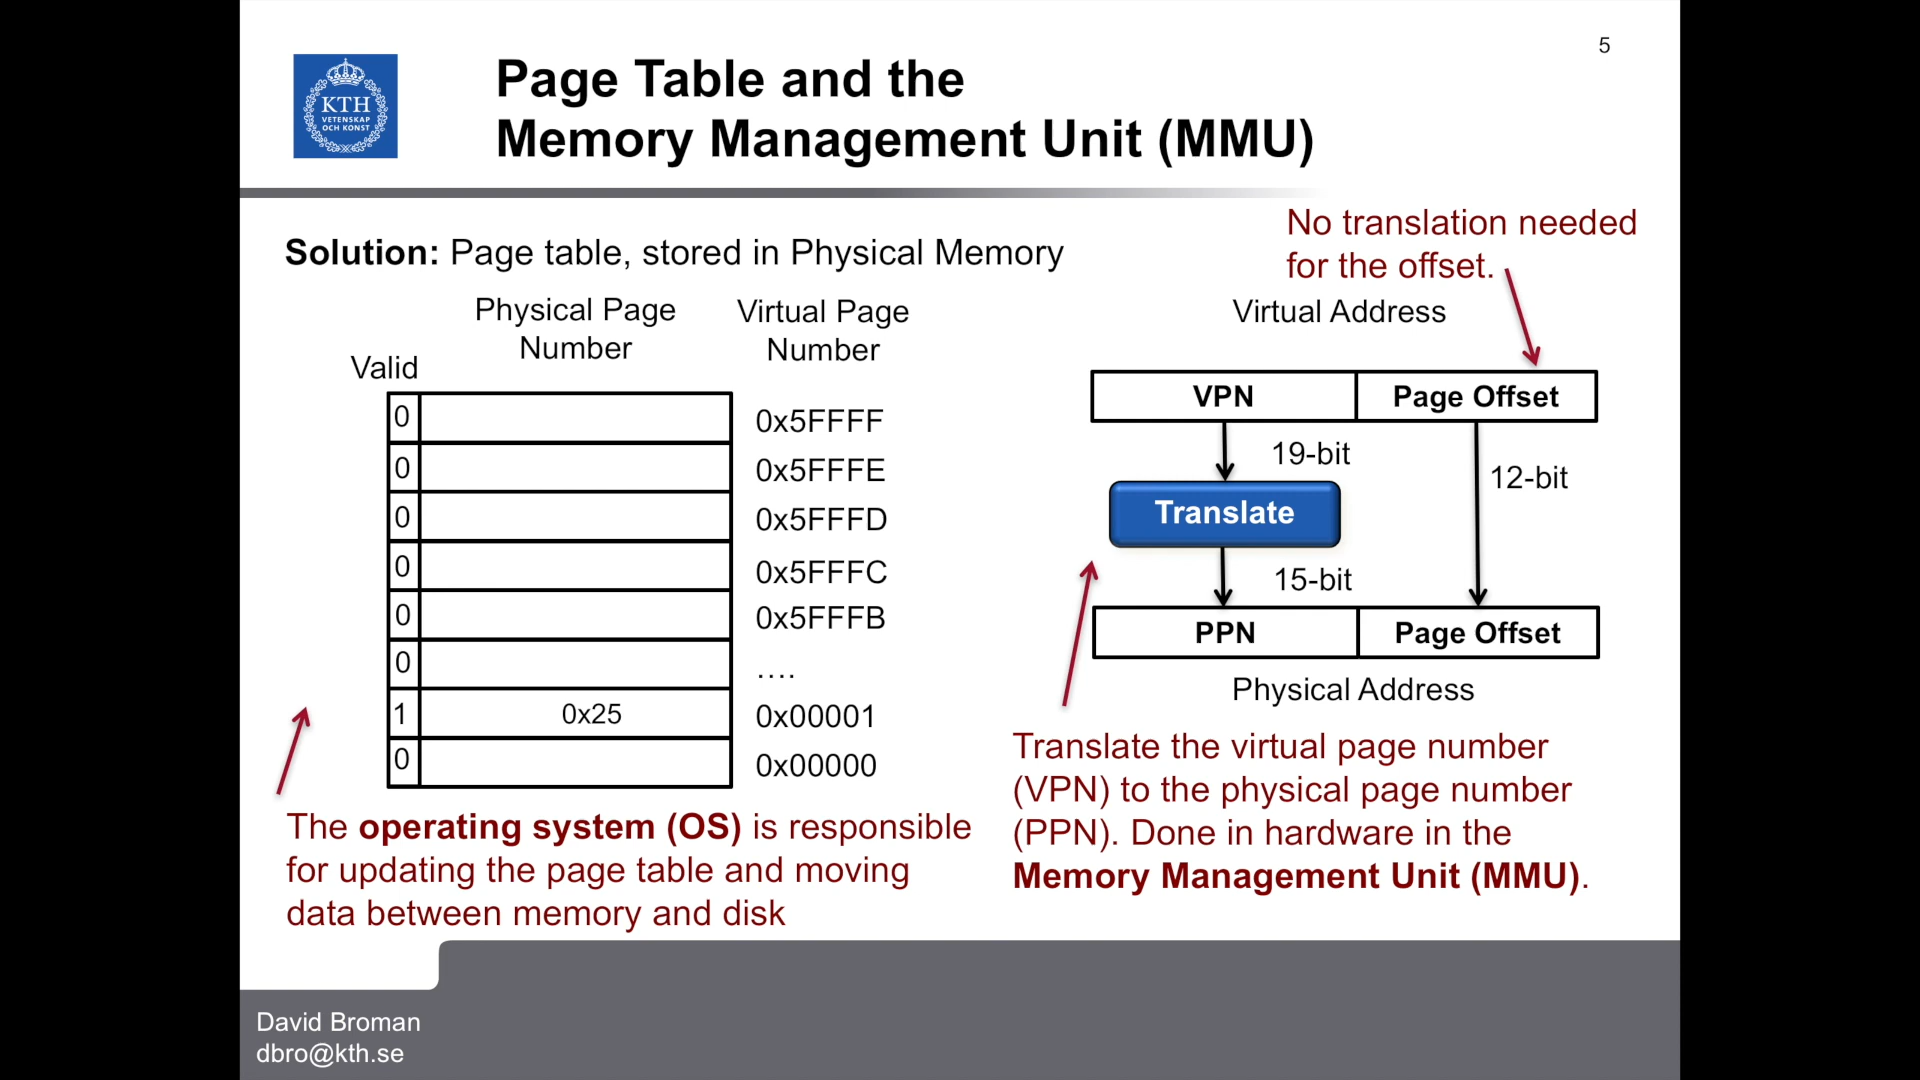 5
KTH
VETENSKAP
OCH KONST
Page Table and the
Memory Management Unit (MMU)
Solution: Page table, stored in Physical Memory
No translation needed
for the offset.
Valid
Physical Page
Number
Virtual Page
Number
0 0x5FFFF
0 0x5FFFE
0 0x5FFFD
0 0x5FFFC
0 0x5FFFB
0 ....
1 0x25 0x00001
0 0x00000
The operating system (OS) is responsible
for updating the page table and moving
data between memory and disk
Virtual Address
VPN Page Offset
19-bit
12-bit
Translate
15-bit
PPN Page Offset
Physical Address
Translate the virtual page number
(VPN) to the physical page number
(PPN). Done in hardware in the
Memory Management Unit (MMU).
David Broman
dbro@kth.se